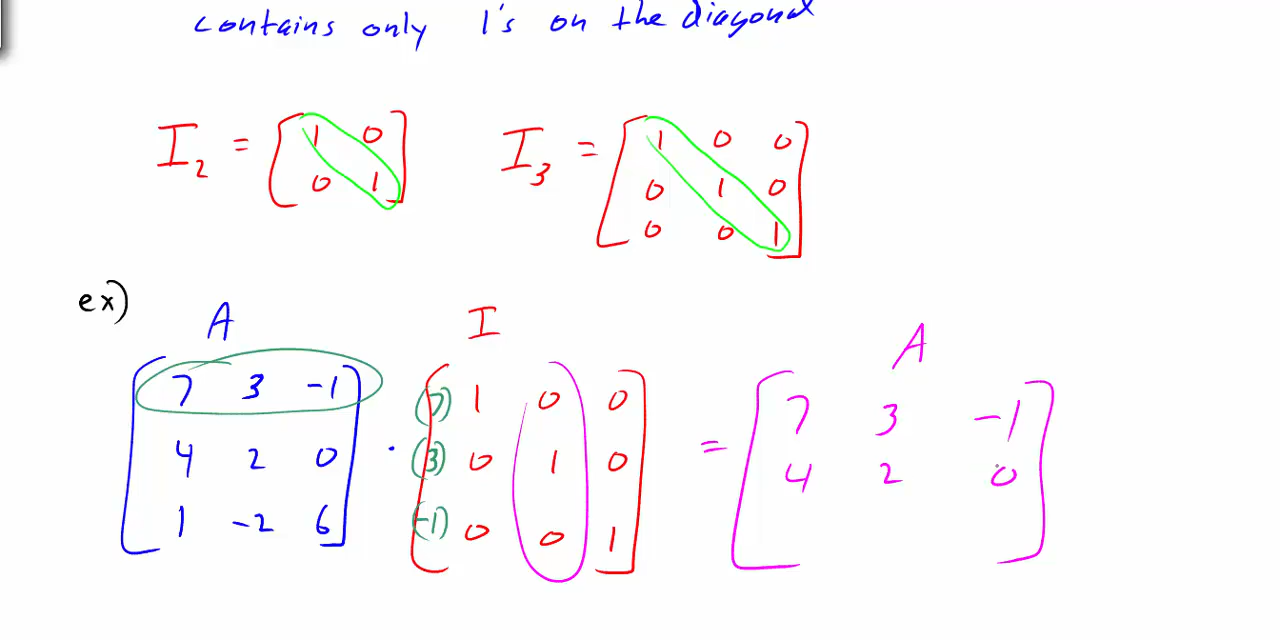 contains only 1's on the diagonal
I2 = [1 0 I3 = [1 0 0
0 1] 0 1 0
0 0 1]
ex)
A I A
[7 3 -1 (7) [1 0 0 [7 3 -1
4 2 0 · (3) 0 1 0 = 4 2 0
1 -2 6] (-1) 0 0 1] ]